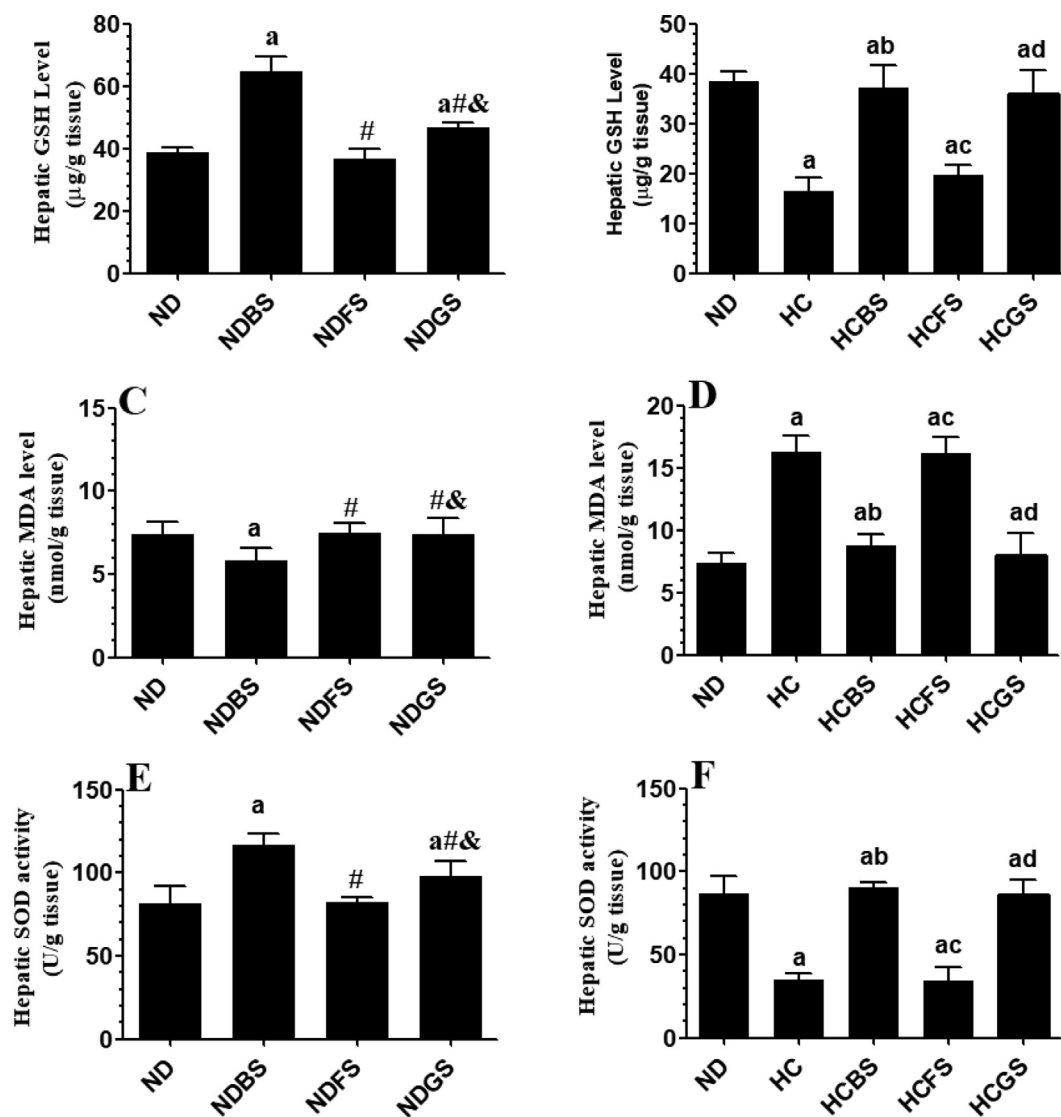 Hepatic GSH Level
(µg/g tissue)
80
60
40
20
0
a
#
a#&
ND
NDBS
NDFS
NDGS
Hepatic GSH Level
(µg/g tissue)
50
40
30
20
10
0
a
ab
ac
ad
ND
HC
HCBS
HCFS
HCGS
C
Hepatic MDA level
(nmol/g tissue)
15
10
5
0
a
#
#&
ND
NDBS
NDFS
NDGS
D
Hepatic MDA level
(nmol/g tissue)
20
15
10
5
0
a
ab
ac
ad
ND
HC
HCBS
HCFS
HCGS
E
Hepatic SOD activity
(U/g tissue)
150
100
50
0
a
#
a#&
ND
NDBS
NDFS
NDGS
F
Hepatic SOD activity
(U/g tissue)
150
100
50
0
a
ab
ac
ad
ND
HC
HCBS
HCFS
HCGS